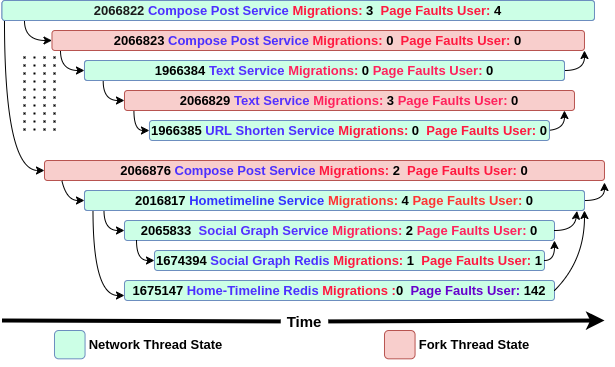 2066822 Compose Post Service Migrations: 3 Page Faults User: 4
2066823 Compose Post Service Migrations: 0 Page Faults User: 0
1966384 Text Service Migrations: 0 Page Faults User: 0
2066829 Text Service Migrations: 3 Page Faults User: 0
1966385 URL Shorten Service Migrations: 0 Page Faults User: 0
2066876 Compose Post Service Migrations: 2 Page Faults User: 0
2016817 Hometimeline Service Migrations: 4 Page Faults User: 0
2065833 Social Graph Service Migrations: 2 Page Faults User: 0
1674394 Social Graph Redis Migrations: 1 Page Faults User: 1
1675147 Home-Timeline Redis Migrations :0 Page Faults User: 142
Time
Network Thread State
Fork Thread State